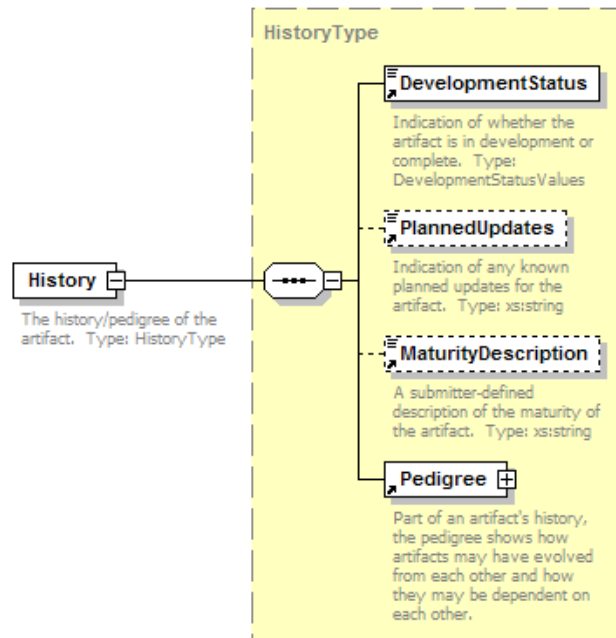 HistoryType
DevelopmentStatus
Indication of whether the
artifact is in development or
complete.  Type:
DevelopmentStatusValues
PlannedUpdates
Indication of any known
planned updates for the
artifact.  Type: xs:string
History
The history/pedigree of the
artifact.  Type: HistoryType
MaturityDescription
A submitter-defined
description of the maturity of
the artifact.  Type: xs:string
Pedigree
Part of an artifact's history,
the pedigree shows how
artifacts may have evolved
from each other and how
they may be dependent on
each other.